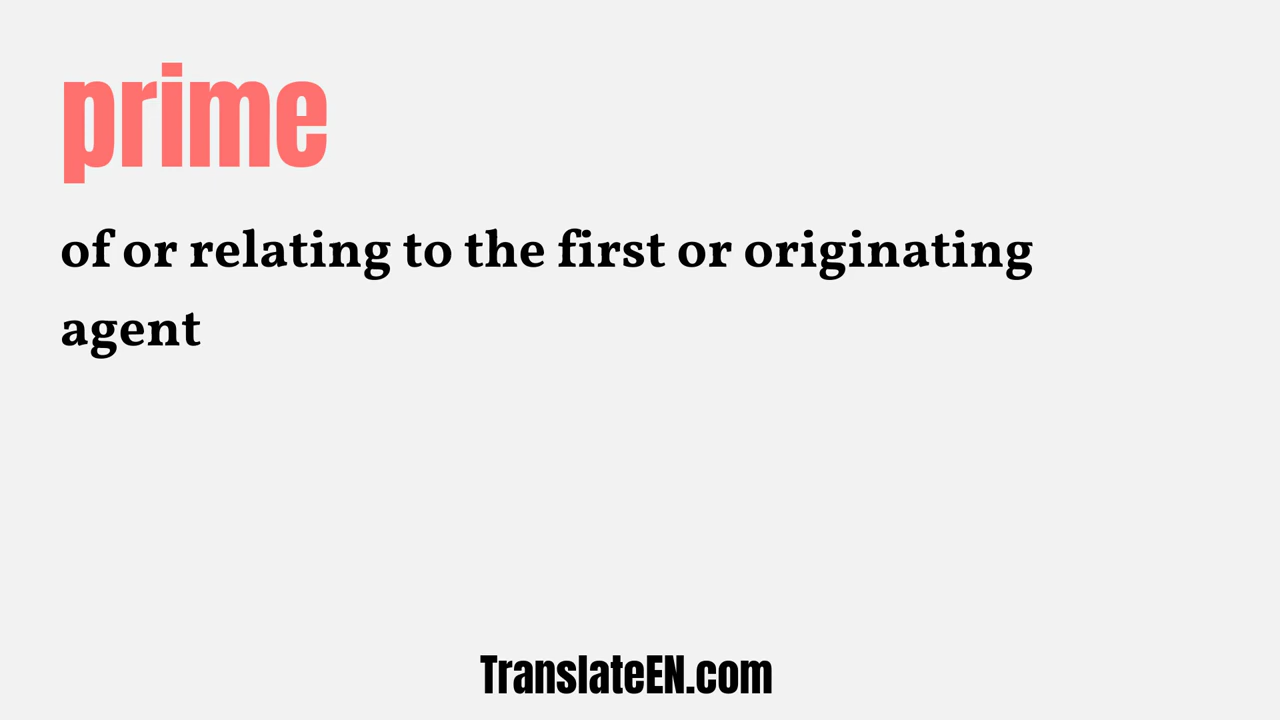 prime
of or relating to the first or originating
agent
TranslateEN.com